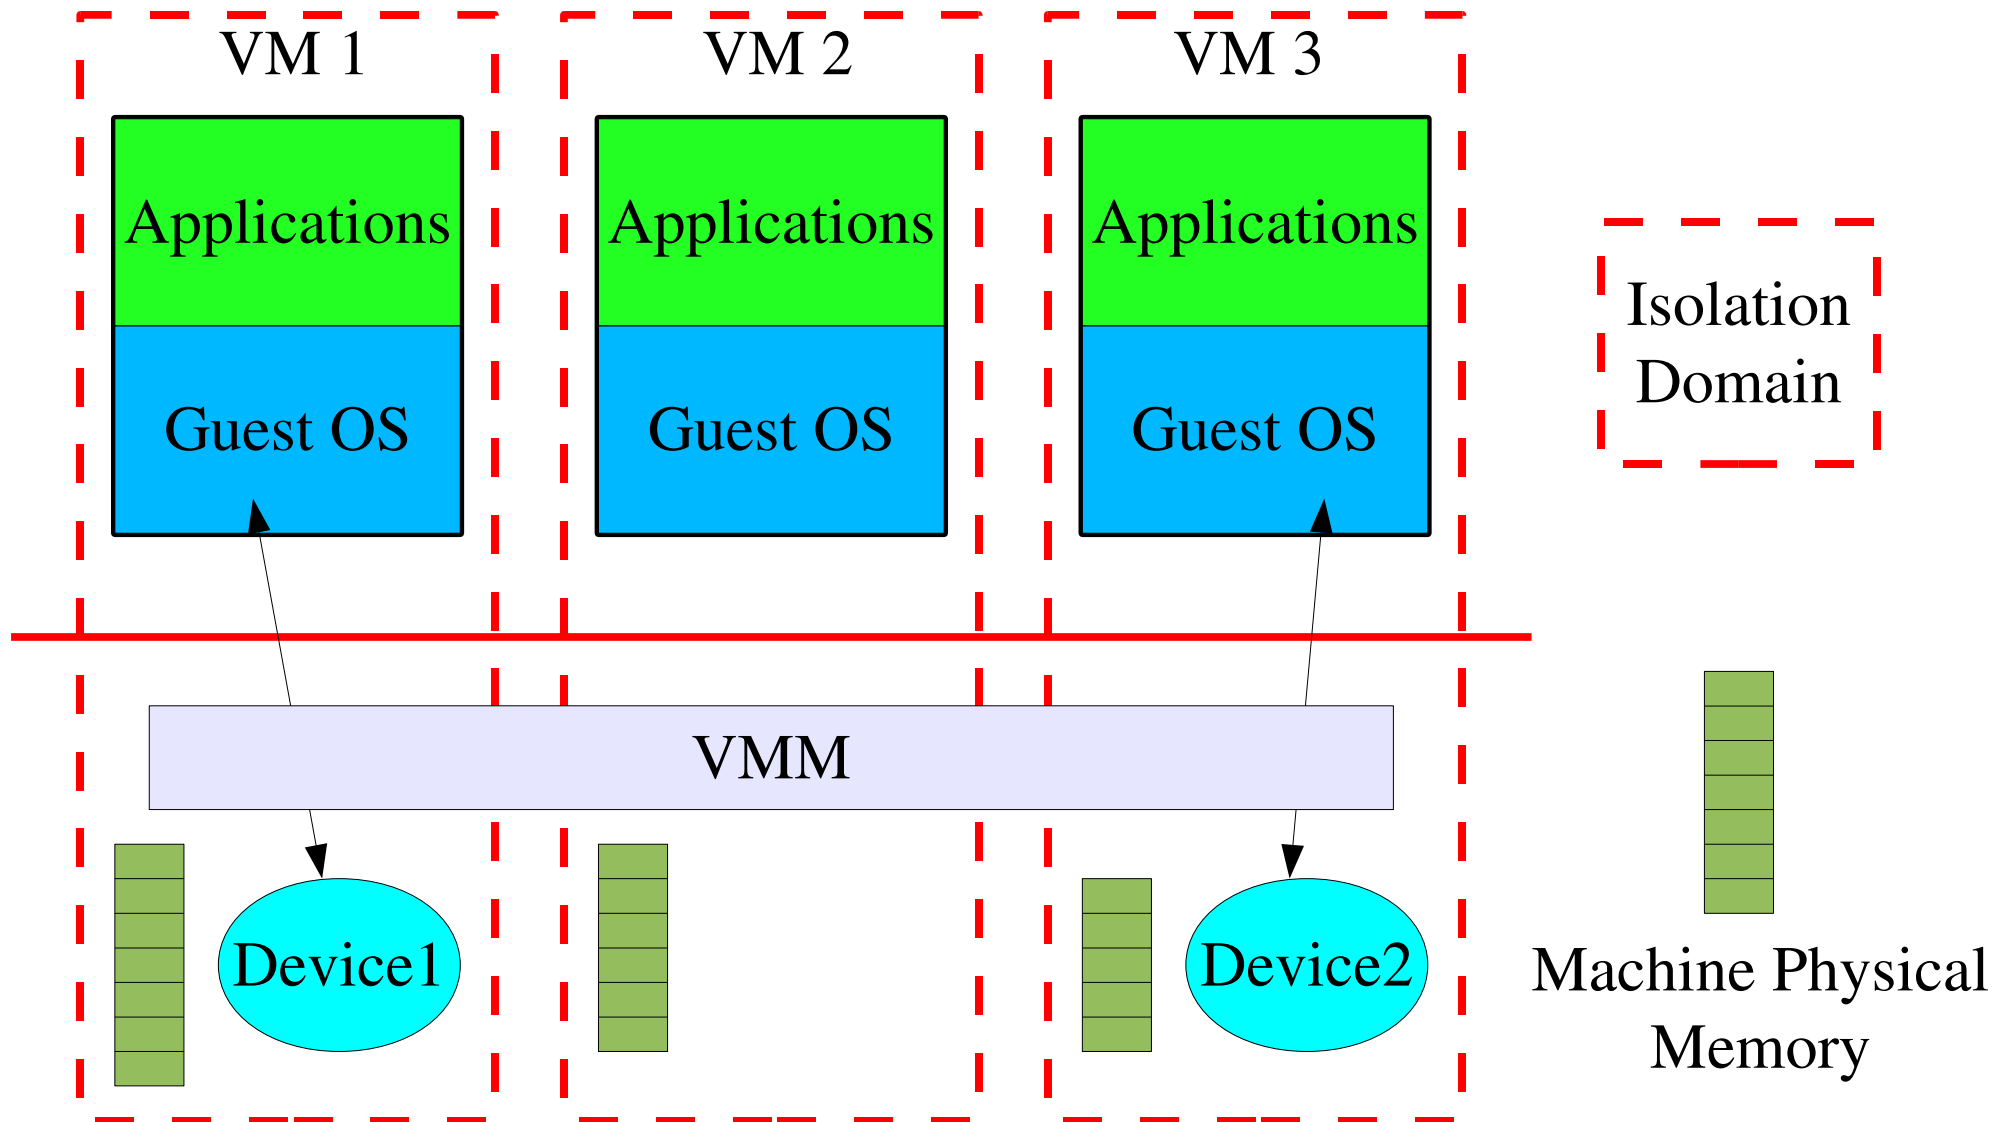 VM 1
VM 2
VM 3
Applications
Applications
Applications
Guest OS
Guest OS
Guest OS
Isolation
Domain
VMM
Device1
Device2
Machine Physical
Memory